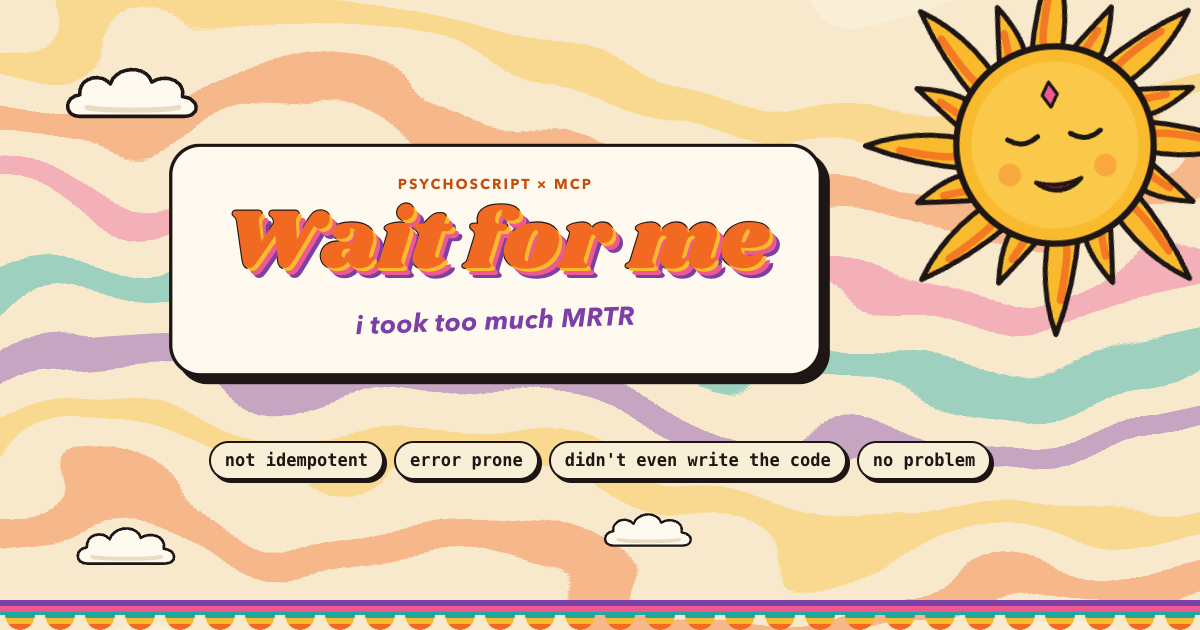 PSYCHOSCRIPT × MCP
Wait for me
i took too much MRTR
not idempotent
error prone
didn't even write the code
no problem